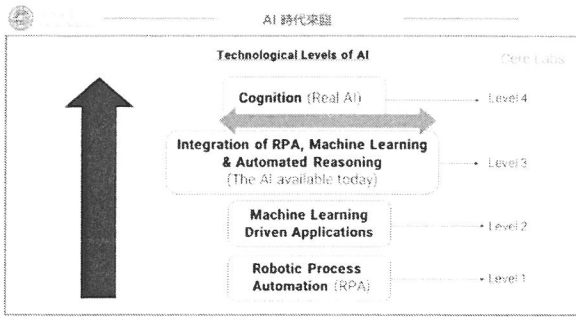 AI 時代來臨
Technological Levels of AI
Cere Labs
Cognition (Real AI)
Level 4
Integration of RPA, Machine Learning
& Automated Reasoning
(The AI available today)
Level 3
Machine Learning
Driven Applications
Level 2
Robotic Process
Automation (RPA)
Level 1